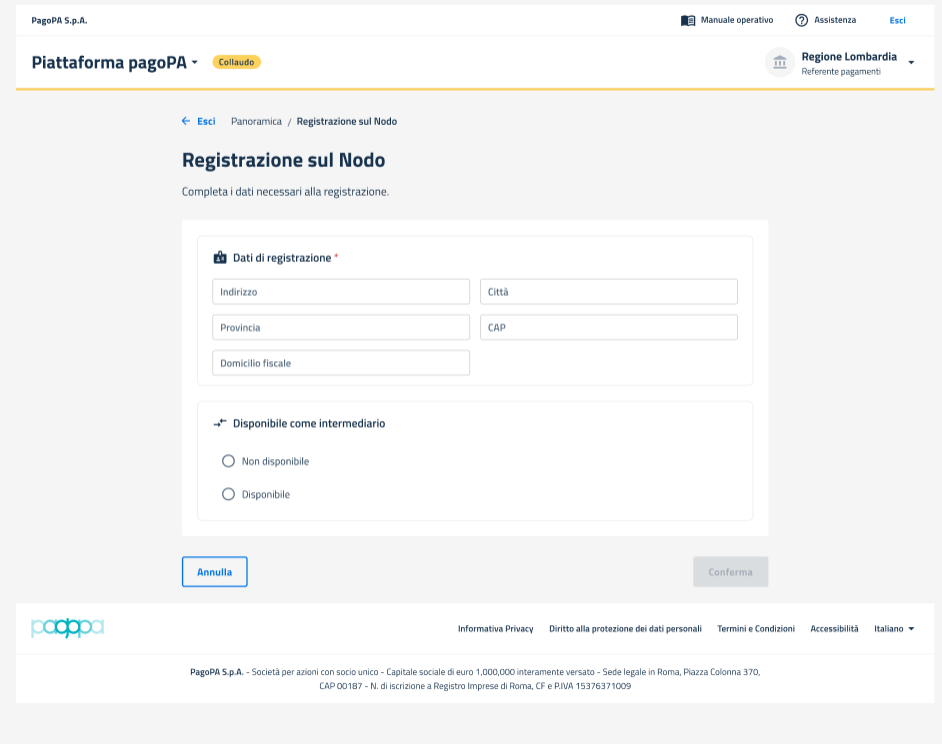 PagoPA S.p.A.
Manuale operativo
Assistenza
Esci
Piattaforma pagoPA
Collaudo
Regione Lombardia
Referente pagamenti
Esci
Panoramica / Registrazione sul Nodo
Registrazione sul Nodo
Completa i dati necessari alla registrazione.
Dati di registrazione *
Indirizzo
Città
Provincia
CAP
Domicilio fiscale
Disponibile come intermediario
Non disponibile
Disponibile
Annulla
Conferma
pagopa
Informativa Privacy
Diritto alla protezione dei dati personali
Termini e Condizioni
Accessibilità
Italiano
PagoPA S.p.A. - Società per azioni con socio unico - Capitale sociale di euro 1,000,000 interamente versato - Sede legale in Roma, Piazza Colonna 370,
CAP 00187 - N. di iscrizione a Registro Imprese di Roma, CF e P.IVA 15376371009